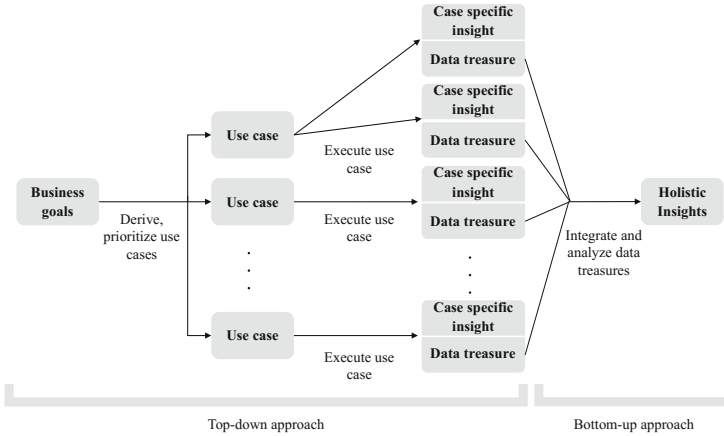 Business
goals
Derive,
prioritize use
cases
Use case
Use case
Use case
Execute use
case
Execute use
case
Execute use
case
Case specific
insight
Data treasure
Case specific
insight
Data treasure
Case specific
insight
Data treasure
Case specific
insight
Data treasure
Integrate and
analyze data
treasures
Holistic
Insights
Top-down approach
Bottom-up approach